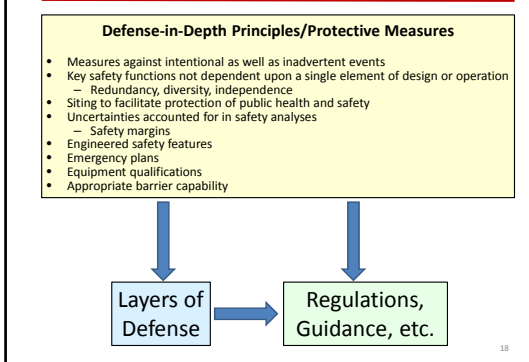 Defense-in-Depth Principles/Protective Measures
• Measures against intentional as well as inadvertent events
• Key safety functions not dependent upon a single element of design or operation
– Redundancy, diversity, independence
• Siting to facilitate protection of public health and safety
• Uncertainties accounted for in safety analyses
– Safety margins
• Engineered safety features
• Emergency plans
• Equipment qualifications
• Appropriate barrier capability
Layers of
Defense
Regulations,
Guidance, etc.
18